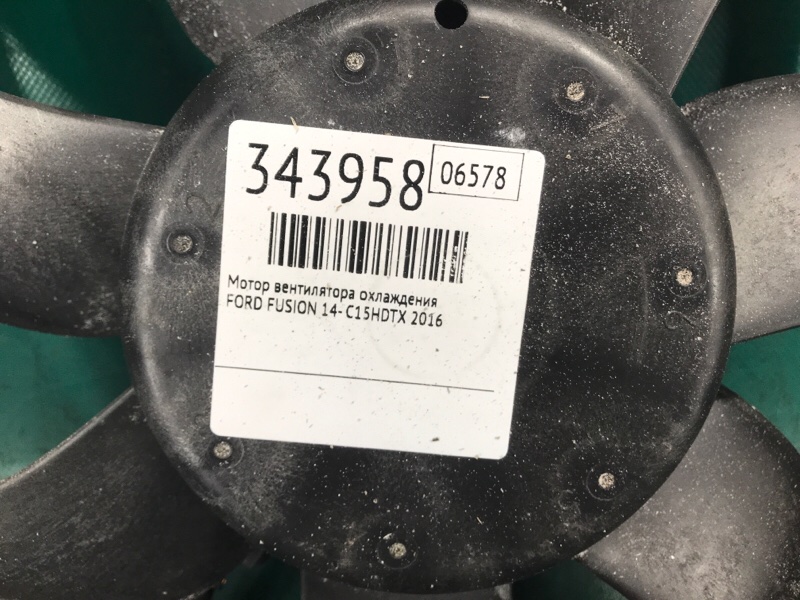 343958
06578
Мотор вентилятора охлаждения
FORD FUSION 14- C15HDTX 2016